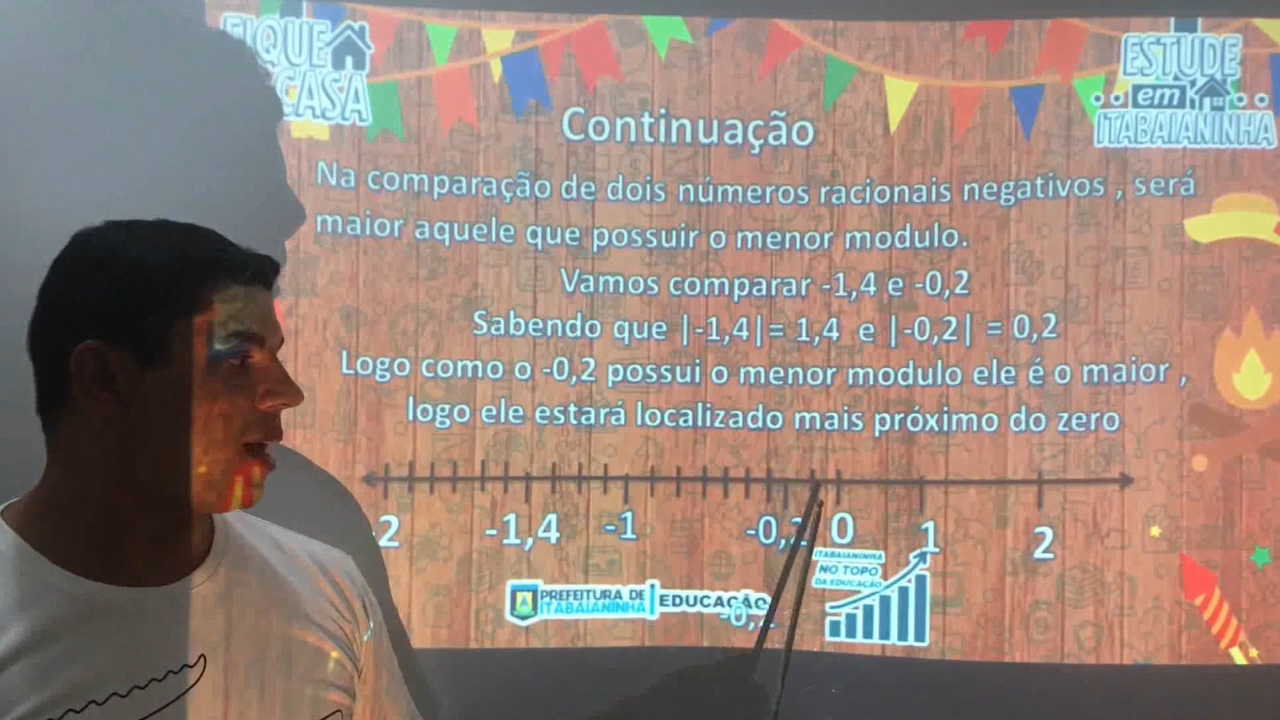 FIQUE
CASA
ESTUDE
em
ITABAIANINHA
Continuação
Na comparação de dois números racionais negativos , será
maior aquele que possuir o menor modulo.
Vamos comparar -1,4 e -0,2
Sabendo que |-1,4|= 1,4 e |-0,2| = 0,2
Logo como o -0,2 possui o menor modulo ele é o maior ,
logo ele estará localizado mais próximo do zero
-2 -1,4 -1 -0,2 0 1 2
ITABAIANINHA
NO TOPO
DA EDUCAÇÃO
PREFEITURA DE
ITABAIANINHA
EDUCAÇÃO